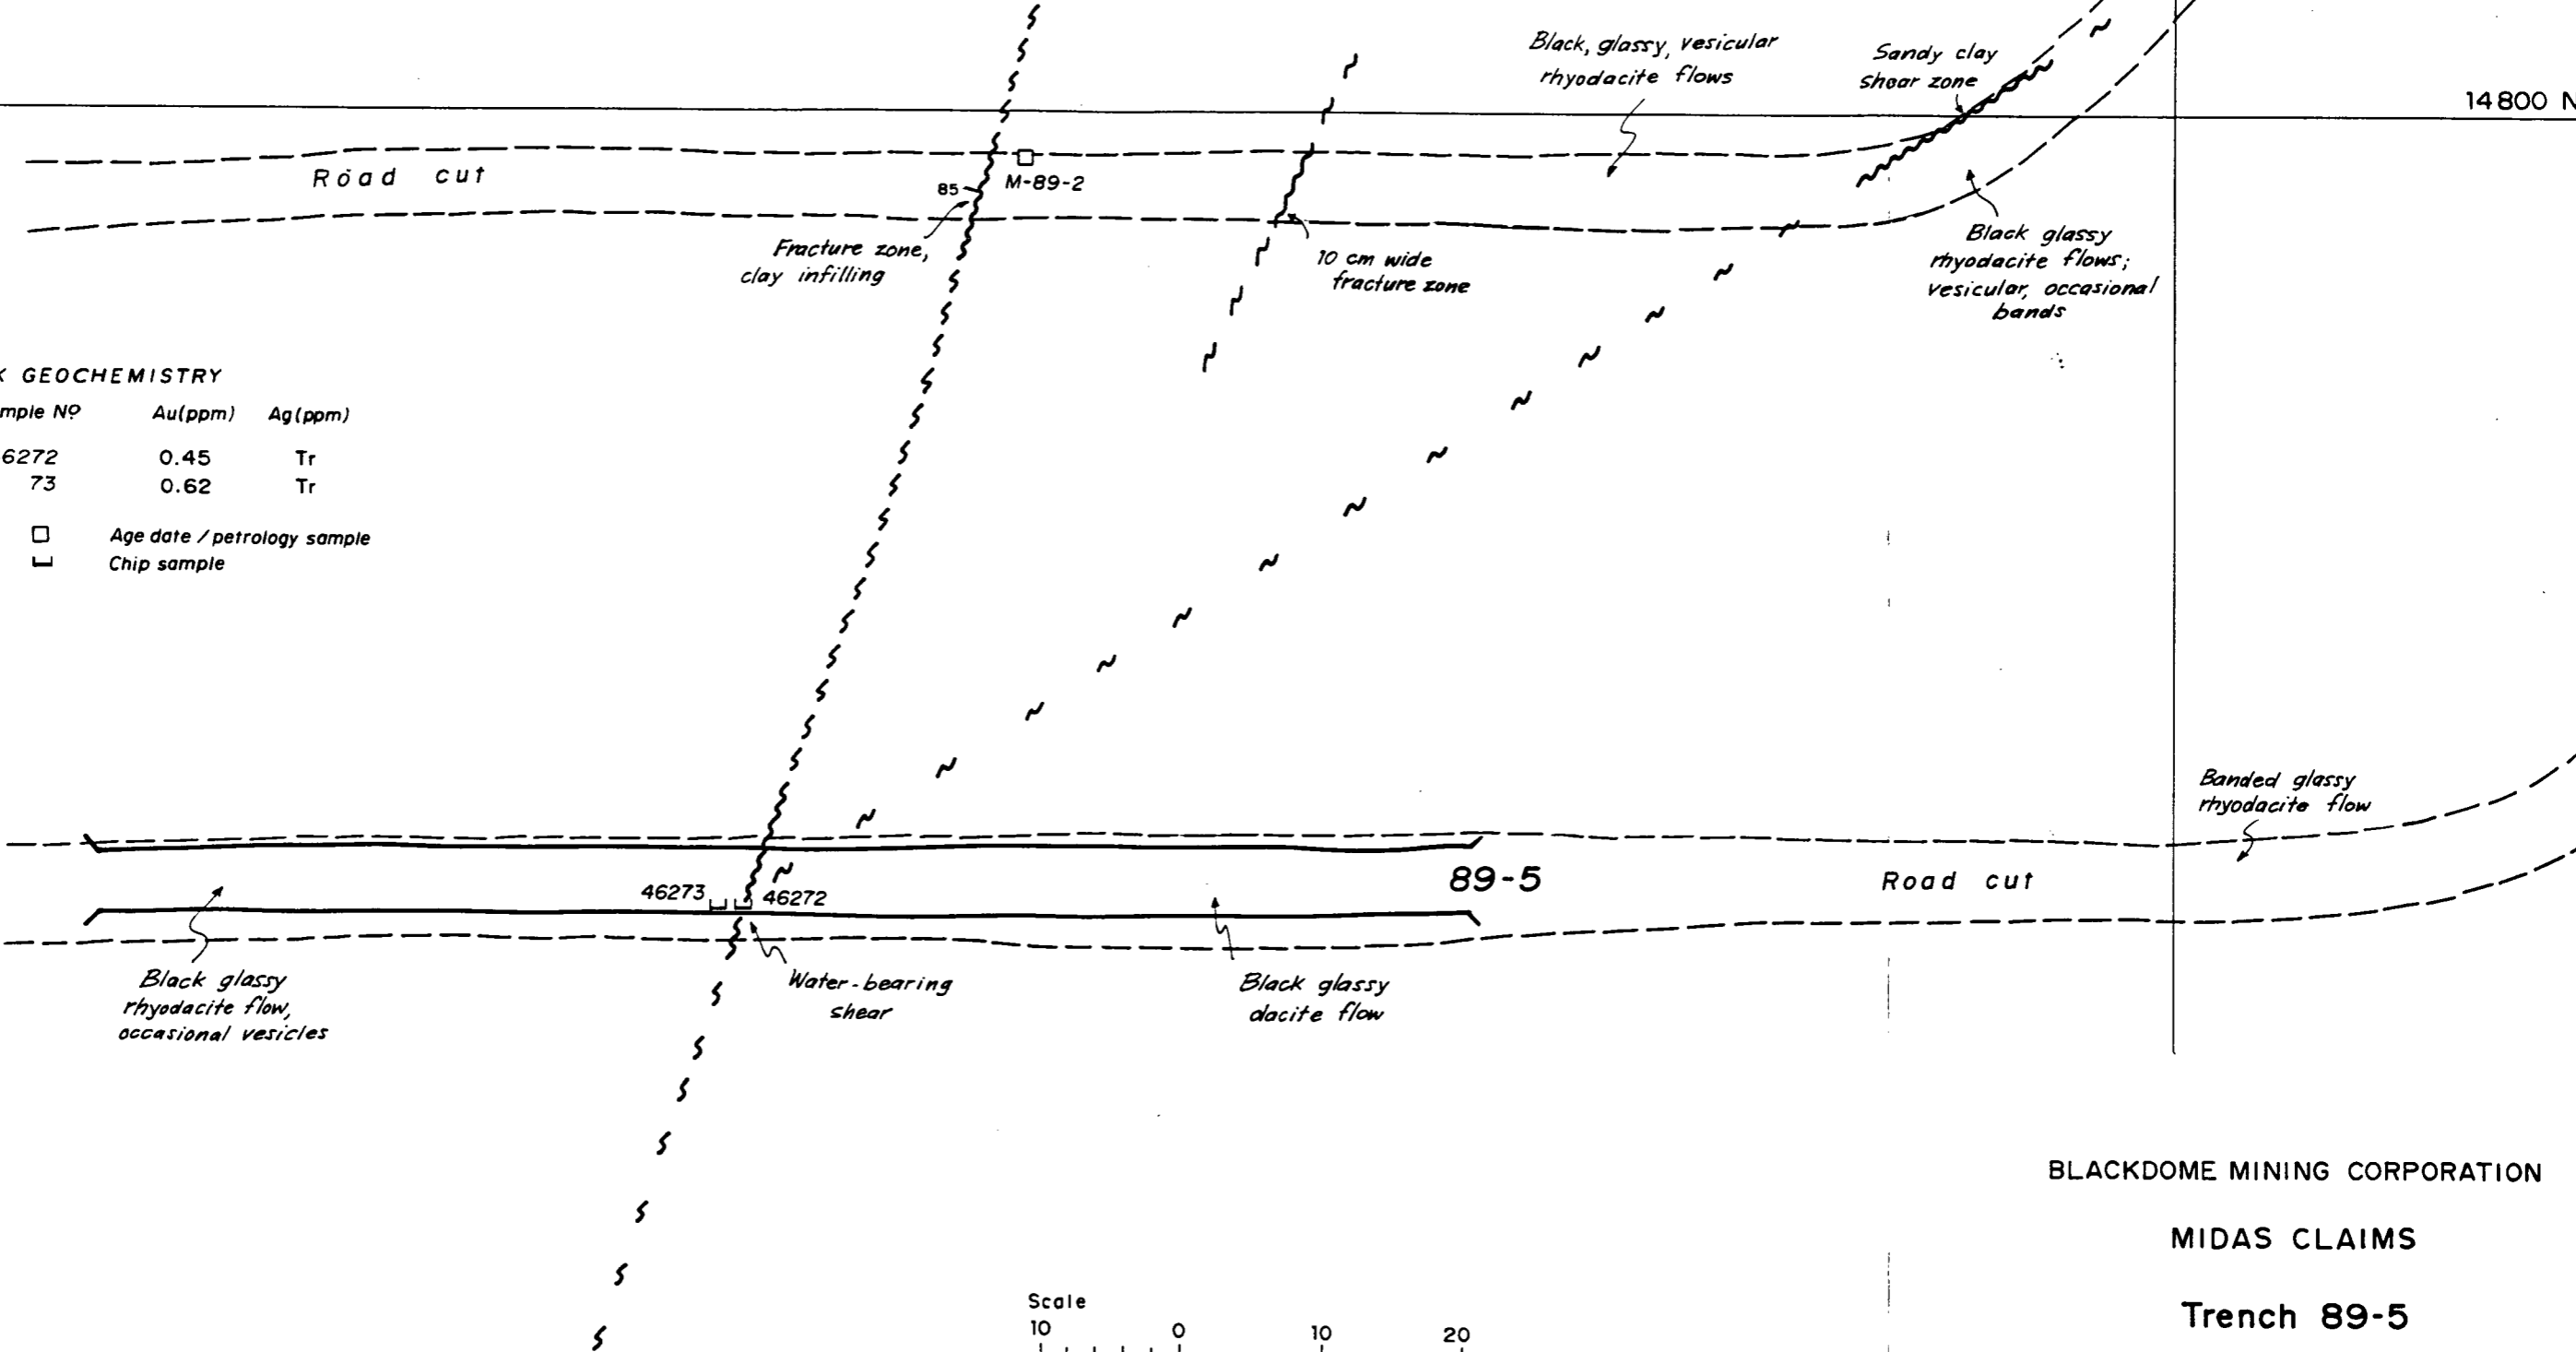 Black, glassy, vesicular
rhyodacite flows
Sandy clay
shear zone
14800 N
Road cut
85
M-89-2
Fracture zone,
clay infilling
10 cm wide
fracture zone
Black glassy
rhyodacite flows;
vesicular, occasional
bands
K GEOCHEMISTRY
mple Nº Au(ppm) Ag(ppm)
6272 0.45 Tr
73 0.62 Tr
Age date / petrology sample
Chip sample
Banded glassy
rhyodacite flow
89-5
Road cut
46273 46272
Black glassy
rhyodacite flow,
occasional vesicles
Water-bearing
shear
Black glassy
dacite flow
BLACKDOME MINING CORPORATION
MIDAS CLAIMS
Trench 89-5
Scale
10 0 10 20